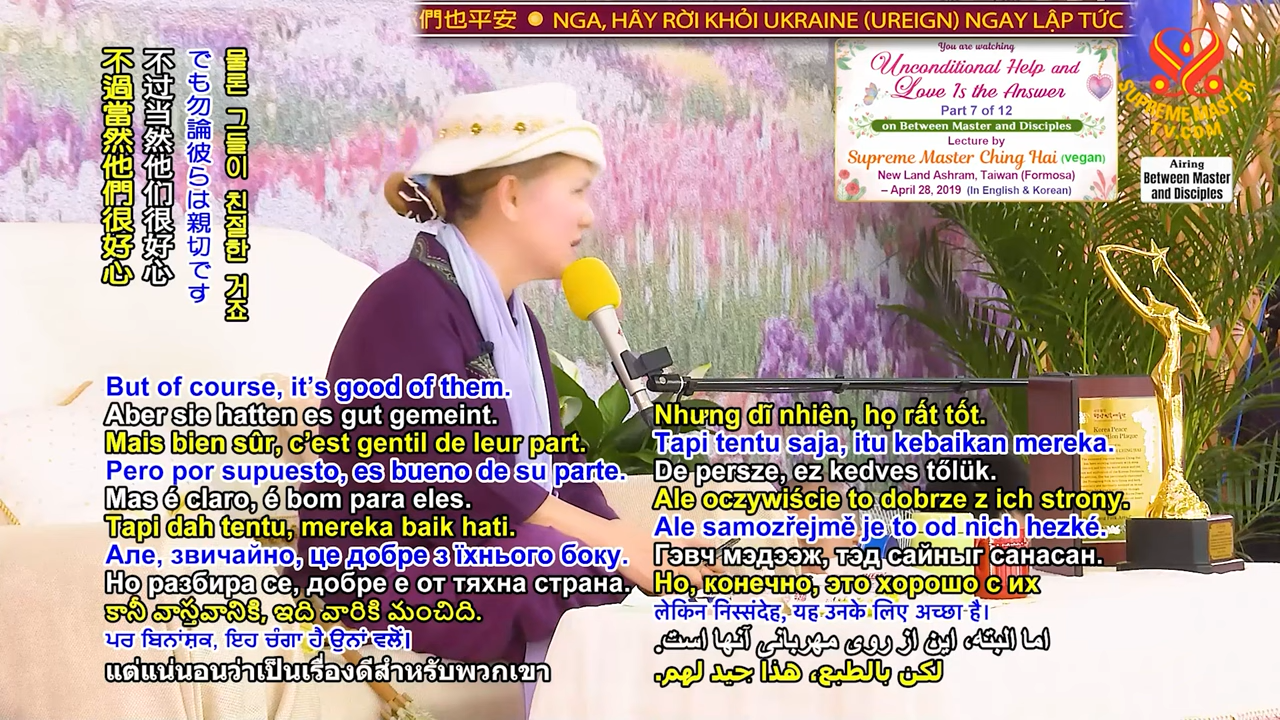 們也平安 NGA, HÃY RỜI KHỎI UKRAINE (UREIGN) NGAY LẬP TỨC
You are watching
Unconditional Help and
Love Is the Answer
Part 7 of 12
on Between Master and Disciples
Lecture by
Supreme Master Ching Hai (vegan)
New Land Ashram, Taiwan (Formosa)
– April 28, 2019 (In English & Korean)
SUPREME MASTER
TV.COM
Airing
Between Master
and Disciples
물론 그들이 친절한 거죠
でも勿論彼らは親切です
不过当然他们很好心
不過當然他們很好心
But of course, it's good of them.
Aber sie hatten es gut gemeint.
Mais bien sûr, c'est gentil de leur part.
Pero por supuesto, es bueno de su parte.
Mas é claro, é bom para eles.
Tapi dah tentu, mereka baik hati.
Але, звичайно, це добре з їхнього боку.
Но разбира се, добре е от тяхна страна.
కానీ వాస్తవానికి, ఇది వారికి మంచిది.
ਪਰ ਬਿਨਾਂਸ਼ਕ, ਇਹ ਚੰਗਾ ਹੈ ਉਨਾਂ ਵਲੋਂ।
แต่แน่นอนว่าเป็นเรื่องดีสำหรับพวกเขา
Nhưng dĩ nhiên, họ rất tốt.
Tapi tentu saja, itu kebaikan mereka.
De persze, ez kedves tőlük.
Ale oczywiście to dobrze z ich strony.
Ale samozřejmě je to od nich hezké.
Гэвч мэдээж, тэд сайныг санасан.
Но, конечно, это хорошо с их
लेकिन निस्संदेह, यह उनके लिए अच्छा है।
اما البته، این از روی مهربانی آنها است.
لكن بالطبع، هذا جيد لهم.
Korea Peace
Plaque